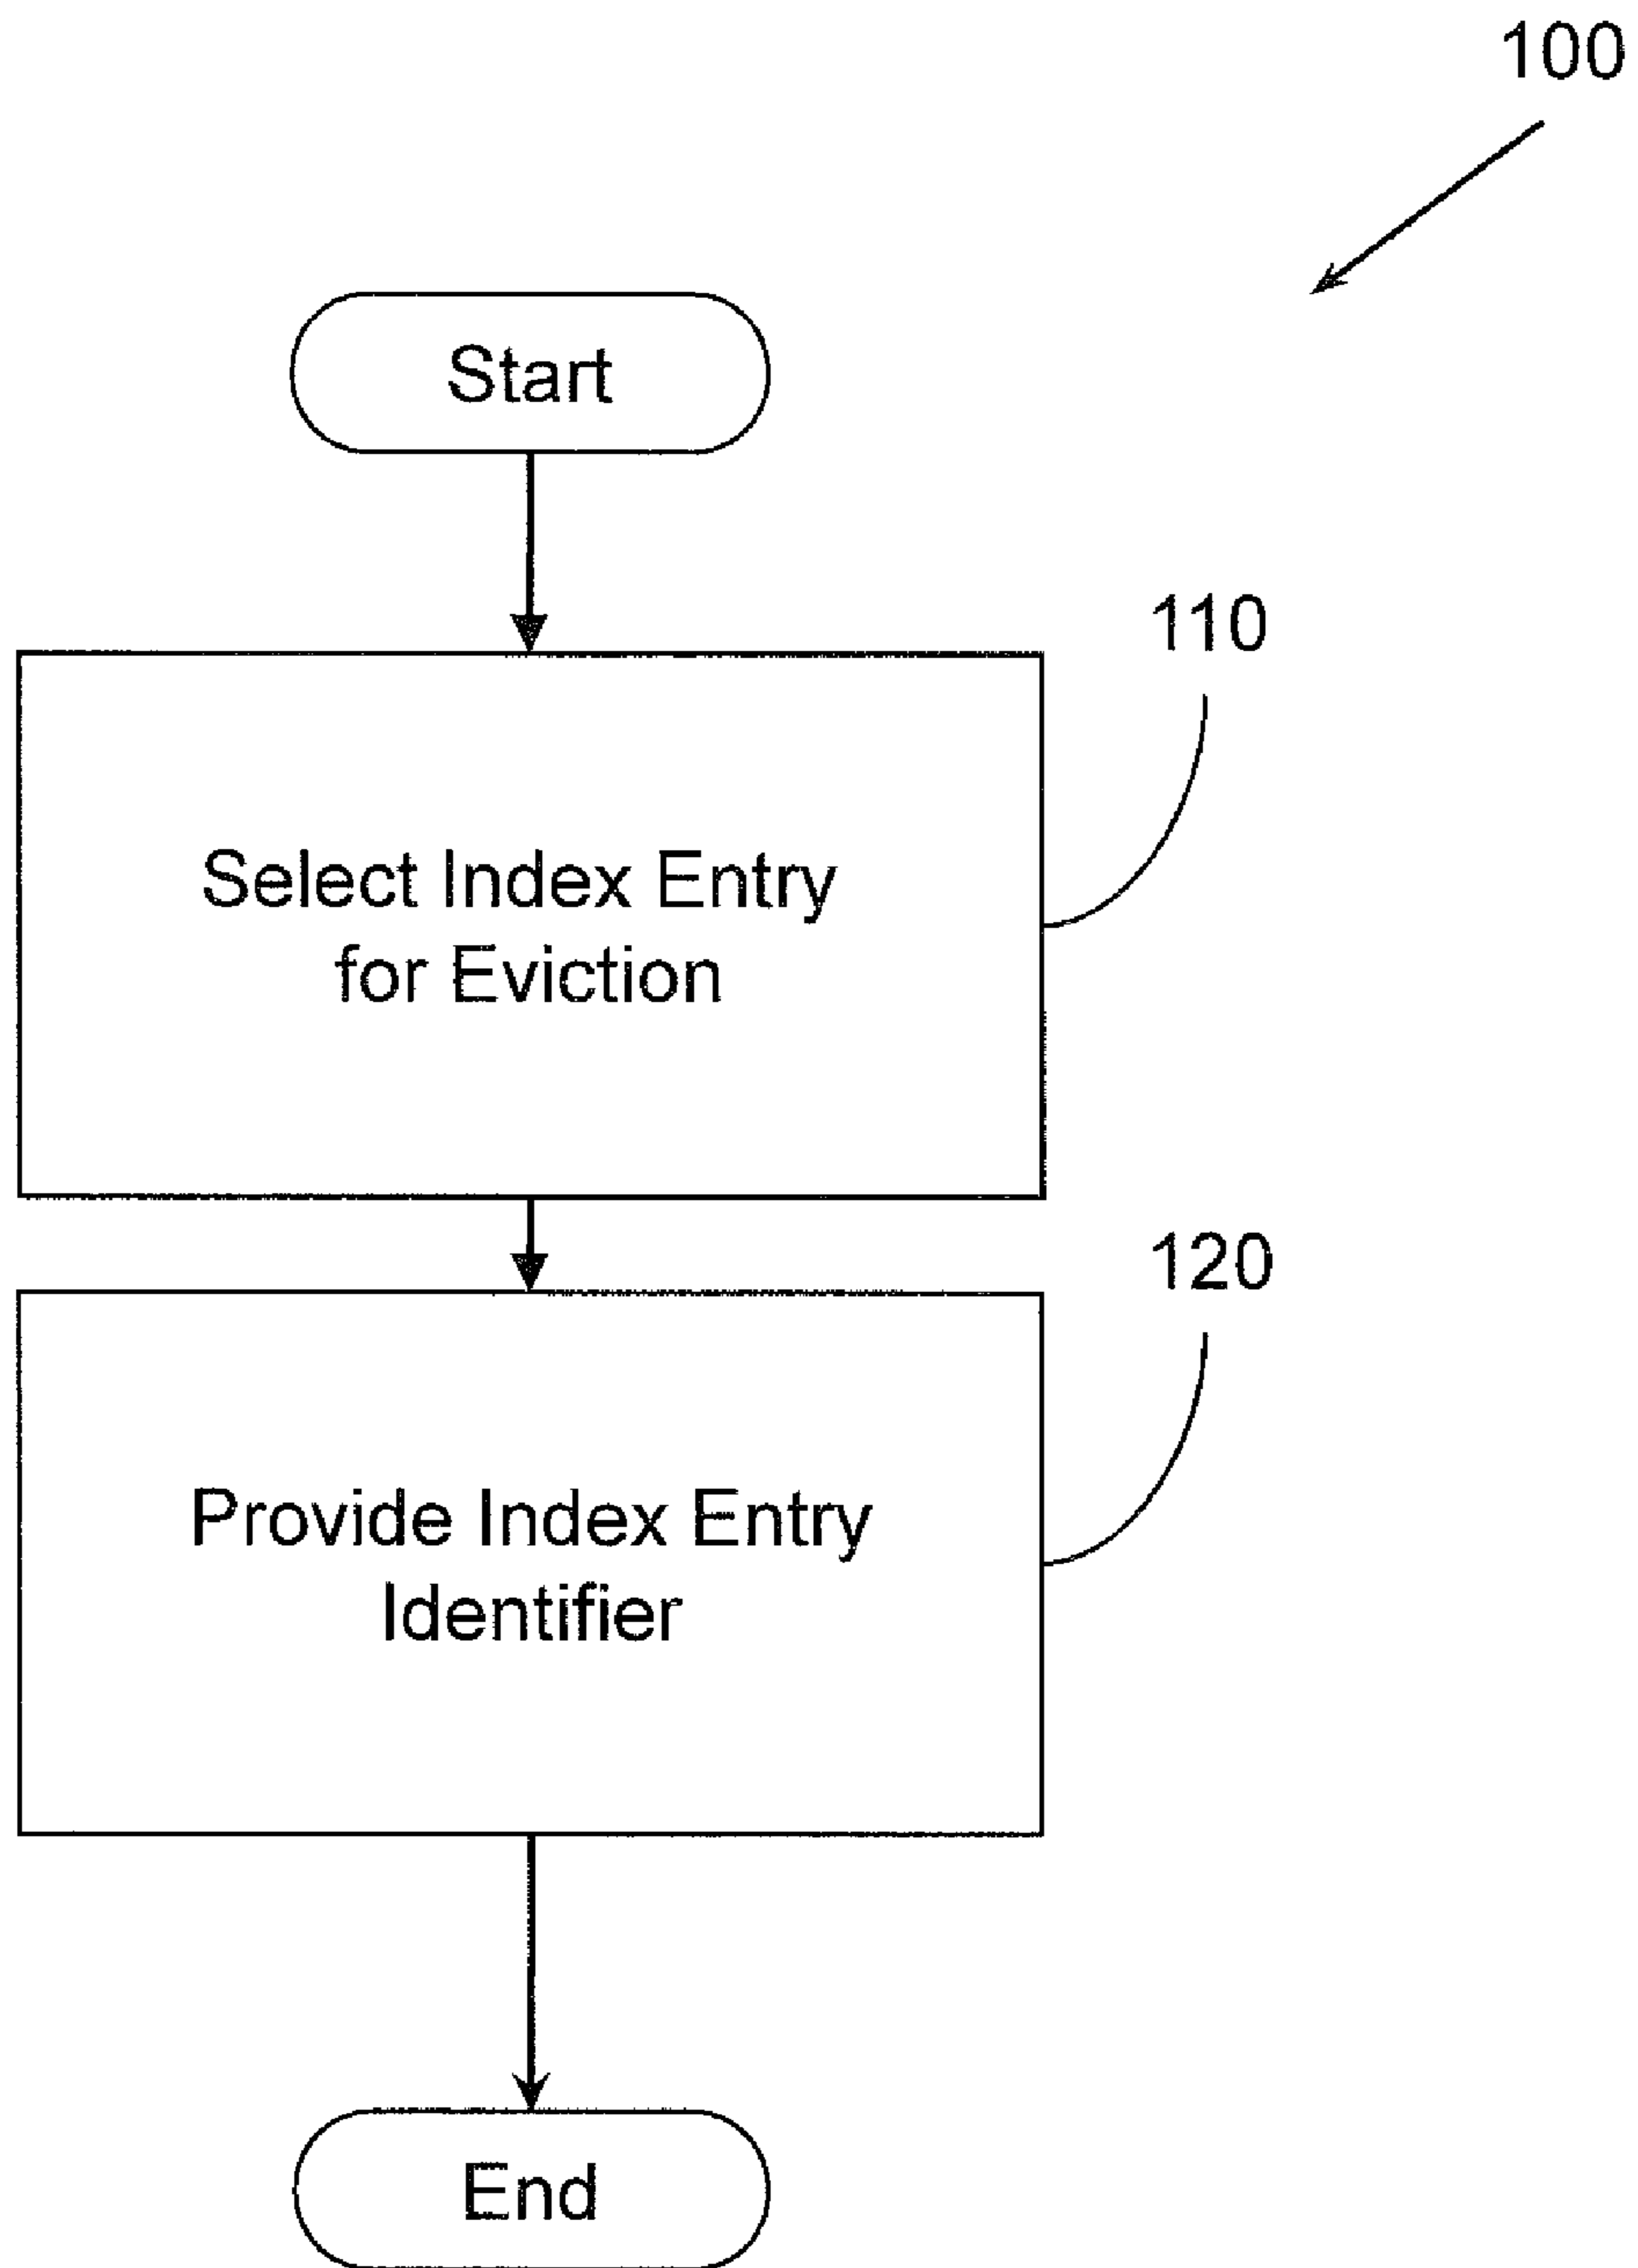 100
Start
110
Select Index Entry
for Eviction
120
Provide Index Entry
Identifier
End